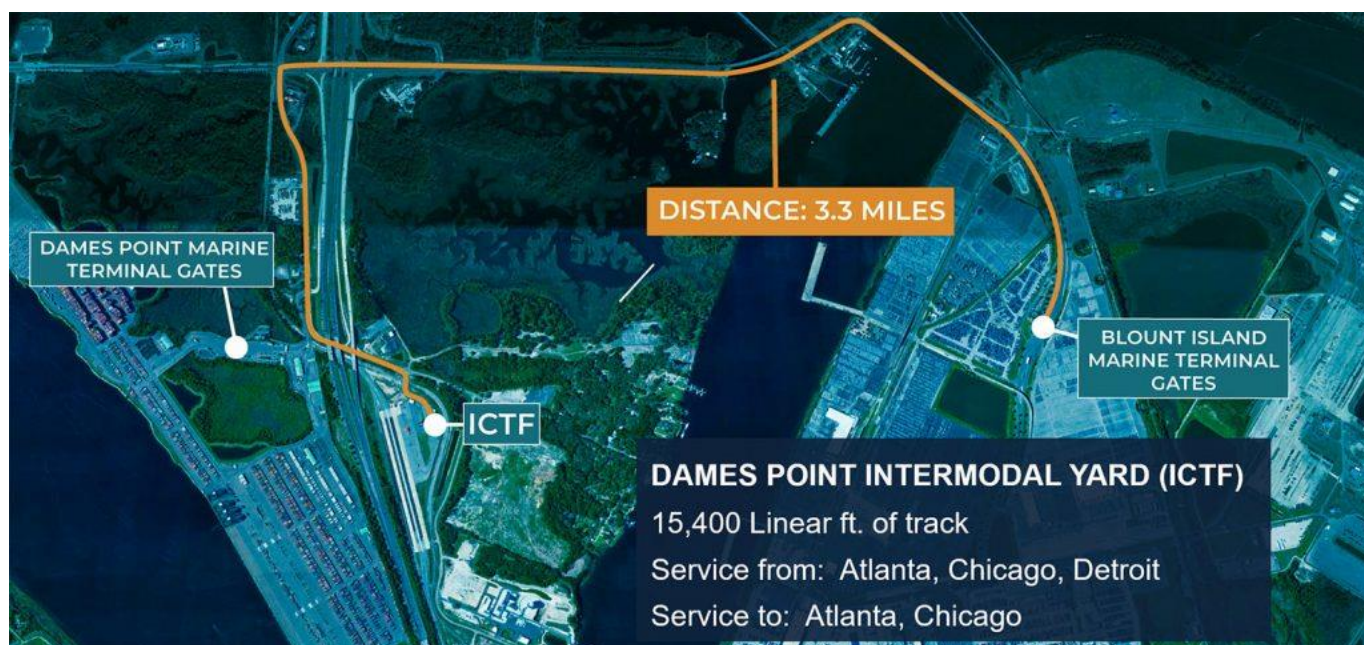 DISTANCE: 3.3 MILES
DAMES POINT MARINE
TERMINAL GATES
ICTF
BLOUNT ISLAND
MARINE TERMINAL
GATES
DAMES POINT INTERMODAL YARD (ICTF)
15,400 Linear ft. of track
Service from: Atlanta, Chicago, Detroit
Service to: Atlanta, Chicago